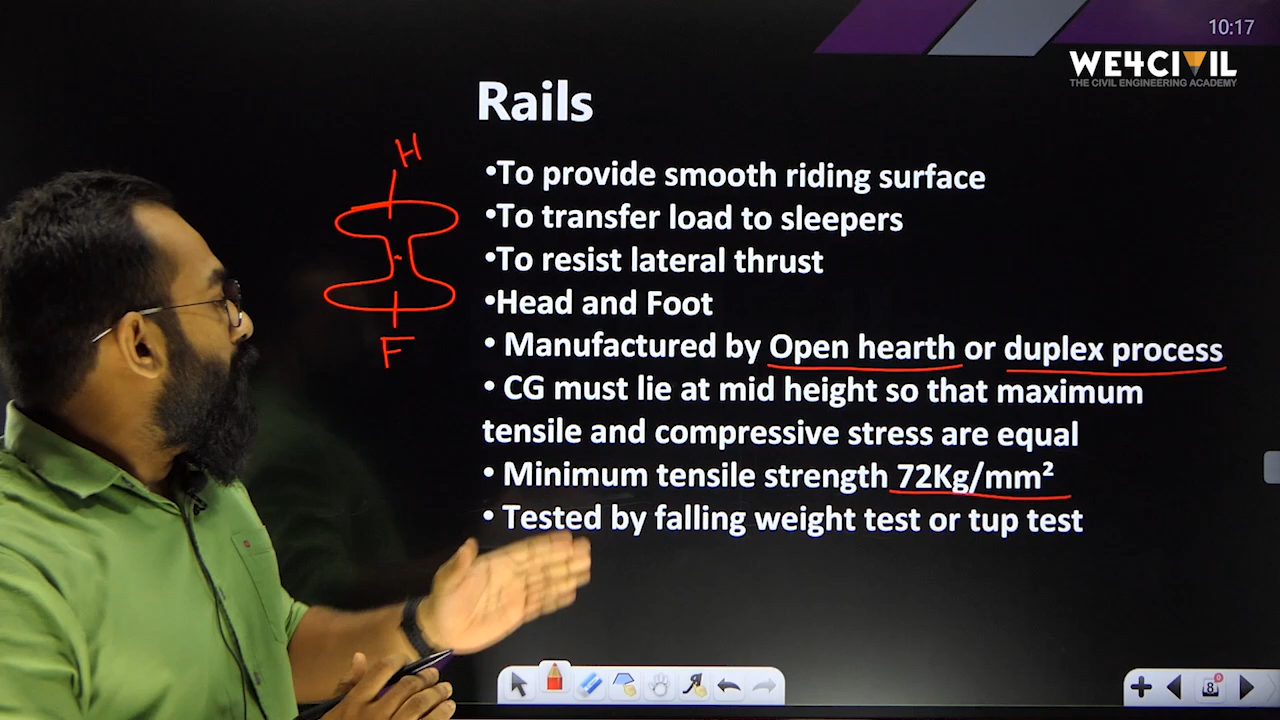 10:17
WE4CIVIL
THE CIVIL ENGINEERING ACADEMY
Rails
H
•To provide smooth riding surface
•To transfer load to sleepers
•To resist lateral thrust
•Head and Foot
F
• Manufactured by Open hearth or duplex process
• CG must lie at mid height so that maximum
tensile and compressive stress are equal
• Minimum tensile strength 72Kg/mm²
• Tested by falling weight test or tup test
8